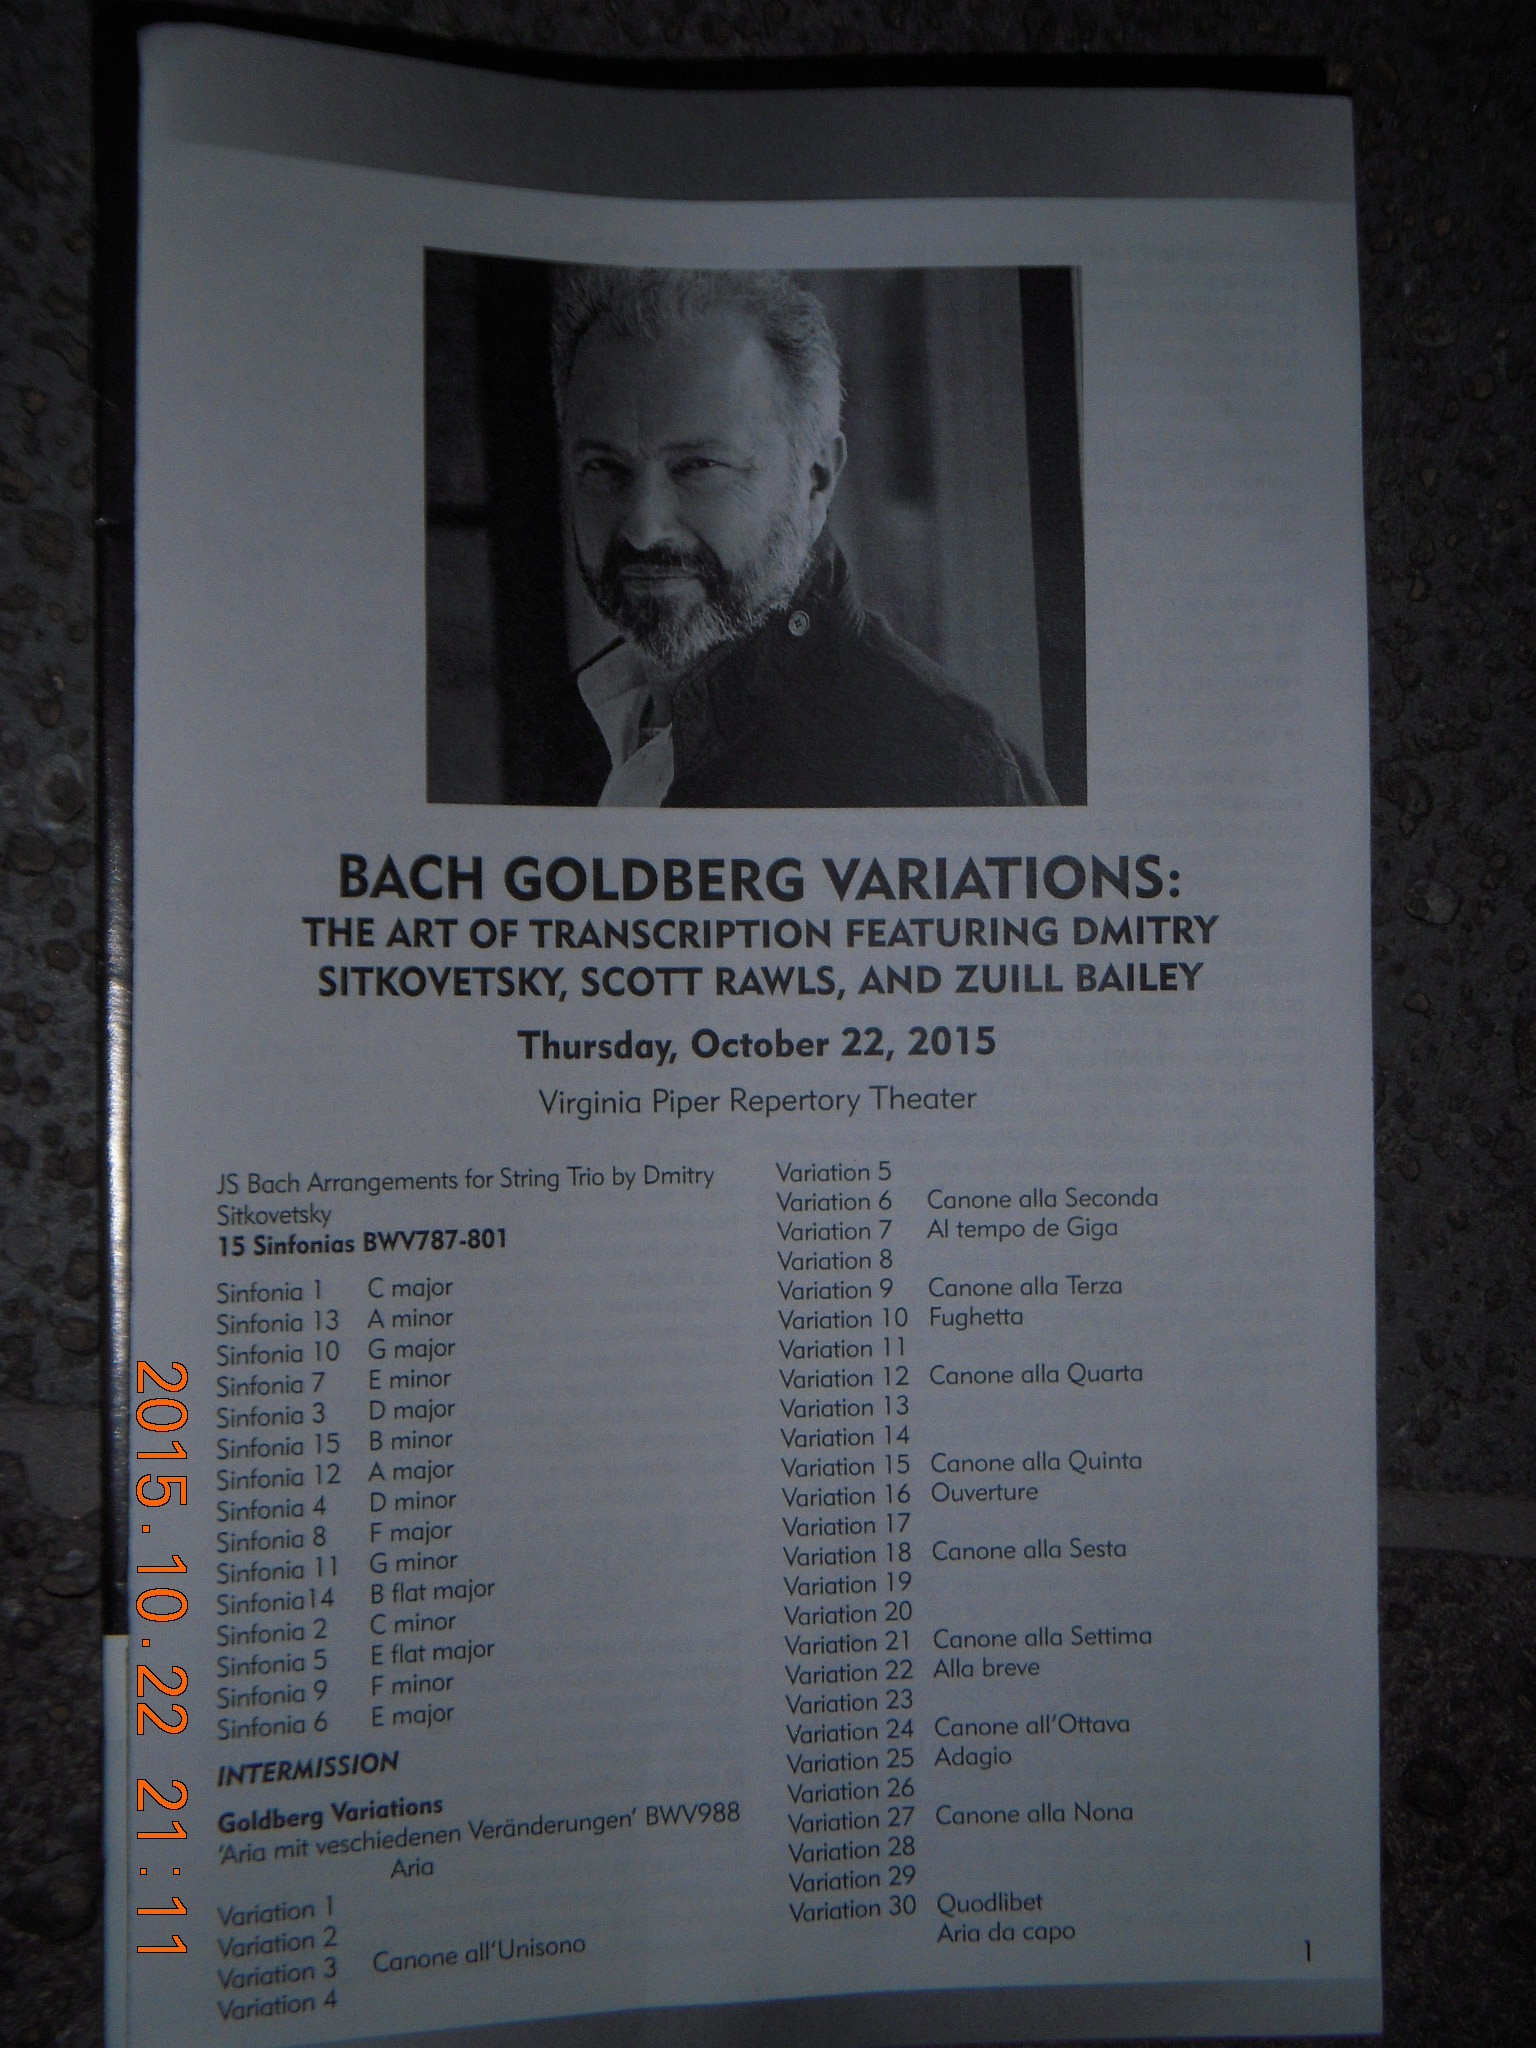 BACH GOLDBERG VARIATIONS:
THE ART OF TRANSCRIPTION FEATURING DMITRY
SITKOVETSKY, SCOTT RAWLS, AND ZUILL BAILEY
Thursday, October 22, 2015
Virginia Piper Repertory Theater
JS Bach Arrangements for String Trio by Dmitry
Sitkovetsky
15 Sinfonias BWV787-801
Sinfonia 1 C major
Sinfonia 13 A minor
Sinfonia 10 G major
Sinfonia 7 E minor
Sinfonia 3 D major
Sinfonia 15 B minor
Sinfonia 12 A major
Sinfonia 4 D minor
Sinfonia 8 F major
Sinfonia 11 G minor
Sinfonia14 B flat major
Sinfonia 2 C minor
Sinfonia 5 E flat major
Sinfonia 9 F minor
Sinfonia 6 E major
INTERMISSION
Goldberg Variations
'Aria mit veschiedenen Veränderungen' BWV988
Aria
Variation 1
Variation 2
Variation 3 Canone all'Unisono
Variation 4
Variation 5
Variation 6 Canone alla Seconda
Variation 7 Al tempo de Giga
Variation 8
Variation 9 Canone alla Terza
Variation 10 Fughetta
Variation 11
Variation 12 Canone alla Quarta
Variation 13
Variation 14
Variation 15 Canone alla Quinta
Variation 16 Ouverture
Variation 17
Variation 18 Canone alla Sesta
Variation 19
Variation 20
Variation 21 Canone alla Settima
Variation 22 Alla breve
Variation 23
Variation 24 Canone all'Ottava
Variation 25 Adagio
Variation 26
Variation 27 Canone alla Nona
Variation 28
Variation 29
Variation 30 Quodlibet
Aria da capo
1
2015.10.22 21:11